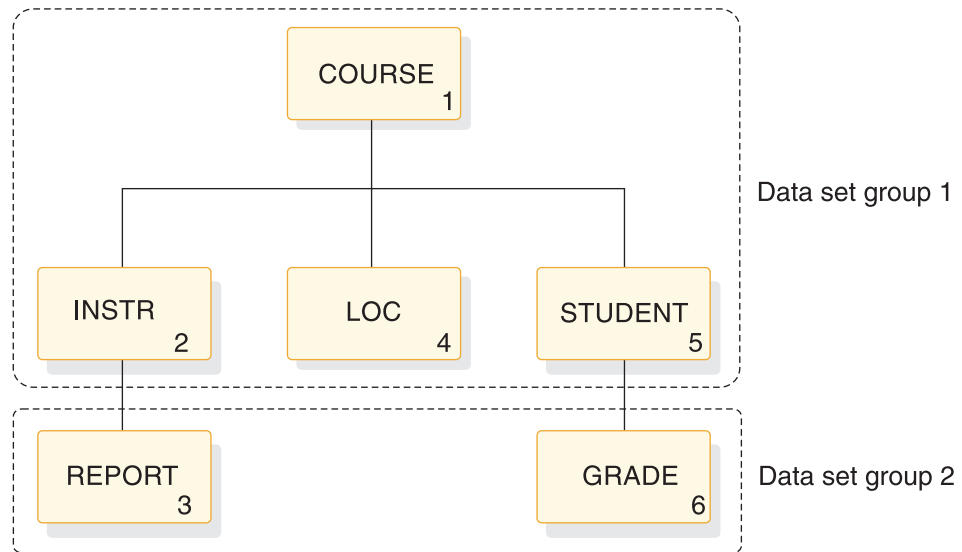 COURSE
1
Data set group 1
INSTR
2
LOC
4
STUDENT
5
REPORT
3
GRADE
6
Data set group 2